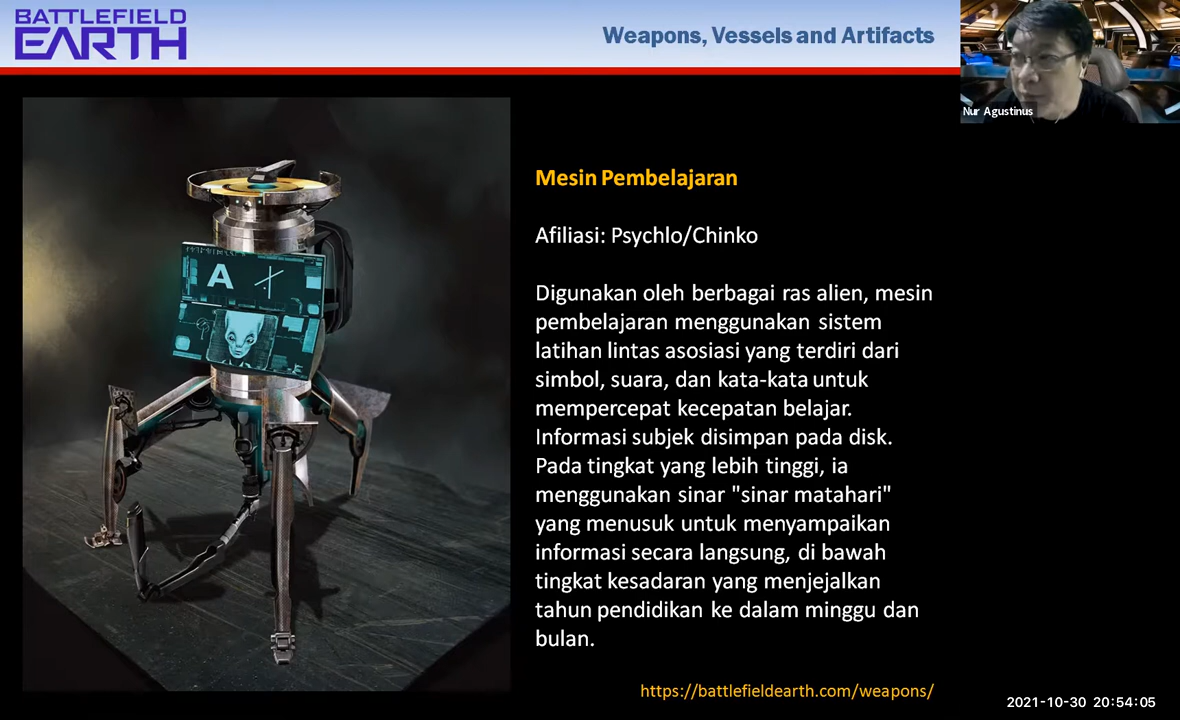 BATTLEFIELD
EARTH
Weapons, Vessels and Artifacts
Nur Agustinus
A
Mesin Pembelajaran
Afiliasi: Psychlo/Chinko
Digunakan oleh berbagai ras alien, mesin
pembelajaran menggunakan sistem
latihan lintas asosiasi yang terdiri dari
simbol, suara, dan kata-kata untuk
mempercepat kecepatan belajar.
Informasi subjek disimpan pada disk.
Pada tingkat yang lebih tinggi, ia
menggunakan sinar "sinar matahari"
yang menusuk untuk menyampaikan
informasi secara langsung, di bawah
tingkat kesadaran yang menjejalkan
tahun pendidikan ke dalam minggu dan
bulan.
https://battlefieldearth.com/weapons/
2021-10-30 20:54:05